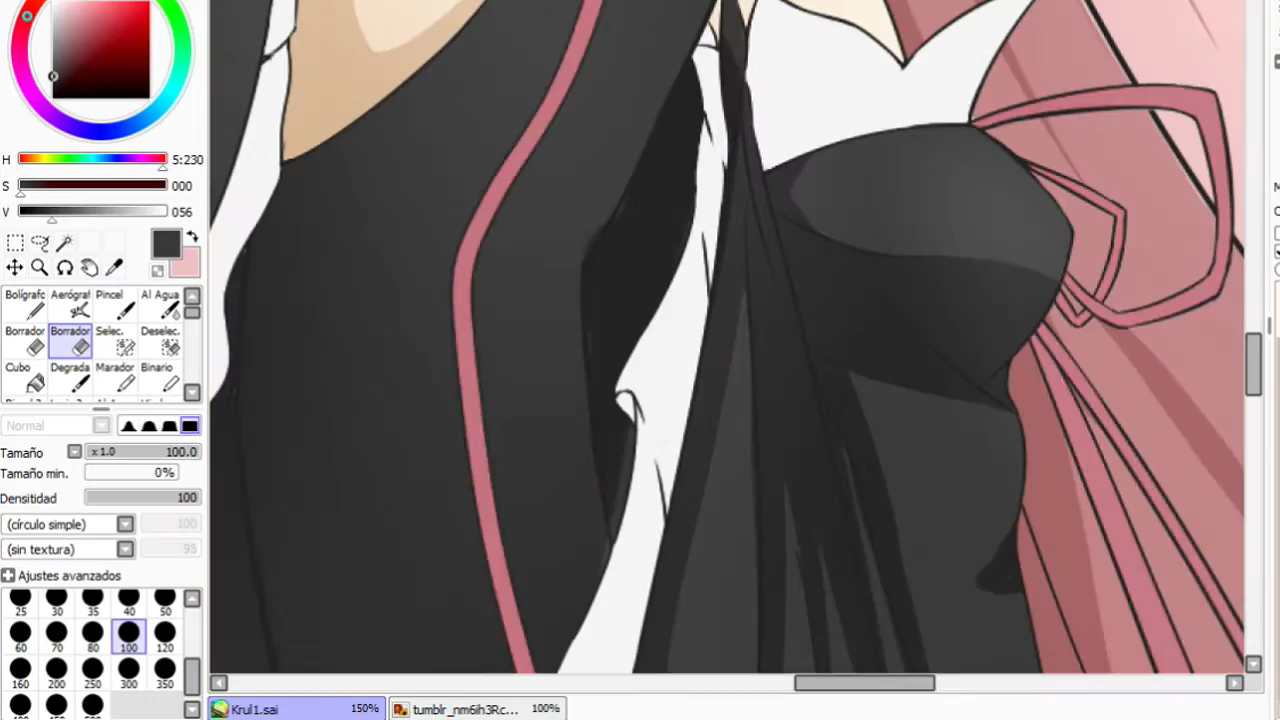 H 5:230
S 000
V 056
Bolígrafo Aerógraf Pincel Al Agua
Borrador Borrador Selec. Deselec.
Cubo Degrada Marador Binario
Normal
Tamaño x 1.0 100.0
Tamaño min. 0%
Densitidad 100
(círculo simple) 100
(sin textura) 95
Ajustes avanzados
25 30 35 40 50
60 70 80 100 120
160 200 250 300 350
Krul1.sai 150% tumblr_nm6ih3Rc... 100%